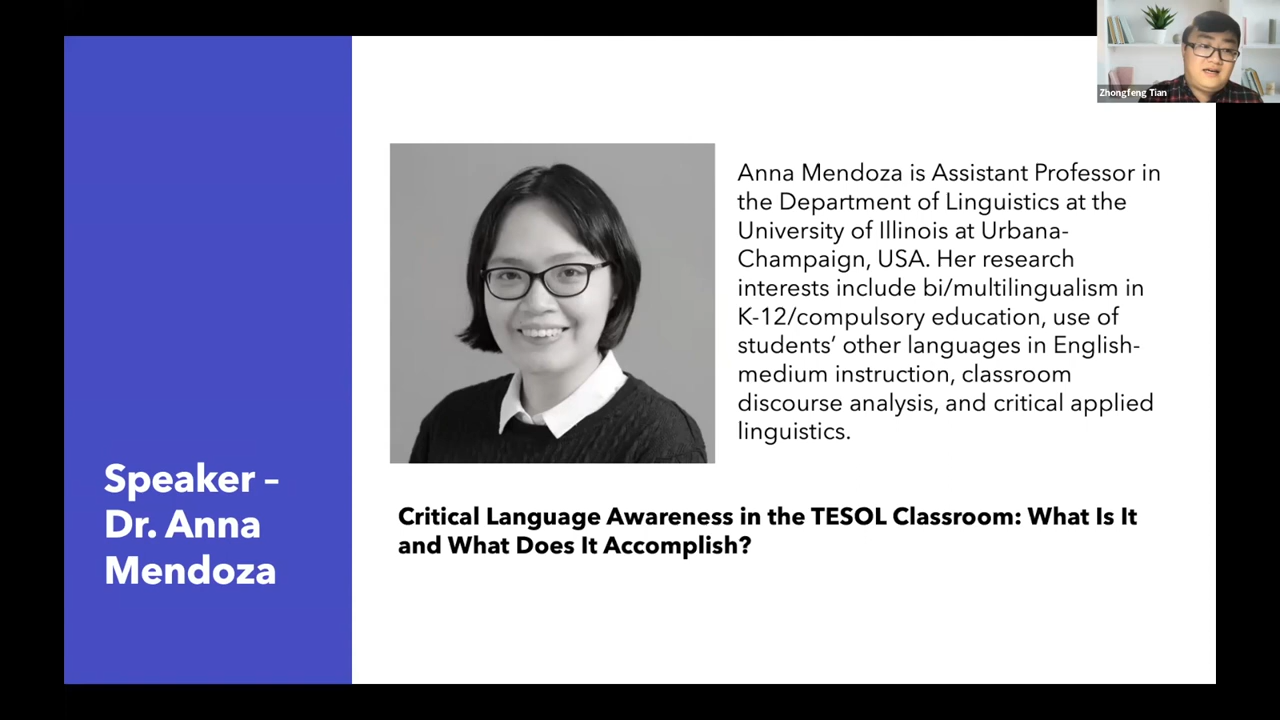 Zhongfeng Tian
Anna Mendoza is Assistant Professor in
the Department of Linguistics at the
University of Illinois at Urbana-
Champaign, USA. Her research
interests include bi/multilingualism in
K-12/compulsory education, use of
students’ other languages in English-
medium instruction, classroom
discourse analysis, and critical applied
linguistics.
Speaker –
Dr. Anna
Mendoza
Critical Language Awareness in the TESOL Classroom: What Is It
and What Does It Accomplish?